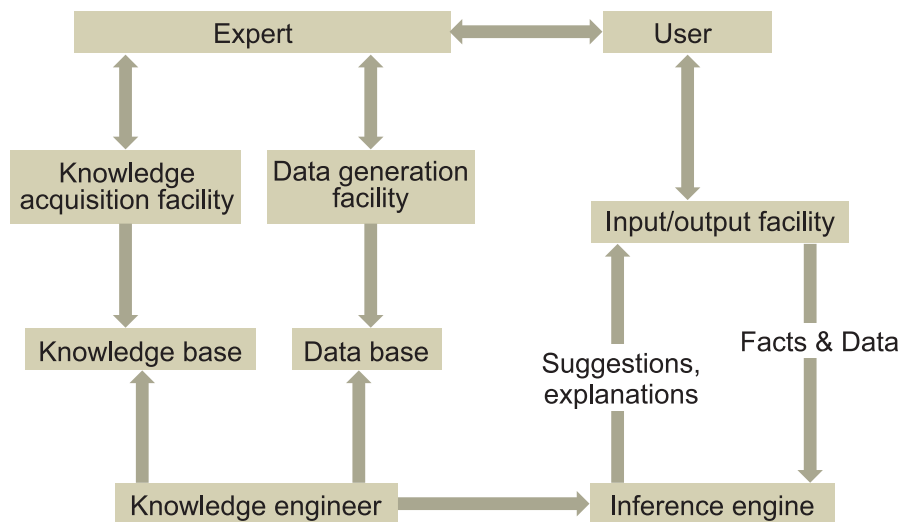 Expert
User
Knowledge
acquisition facility
Data generation
facility
Input/output facility
Knowledge base
Data base
Suggestions,
explanations
Facts & Data
Knowledge engineer
Inference engine